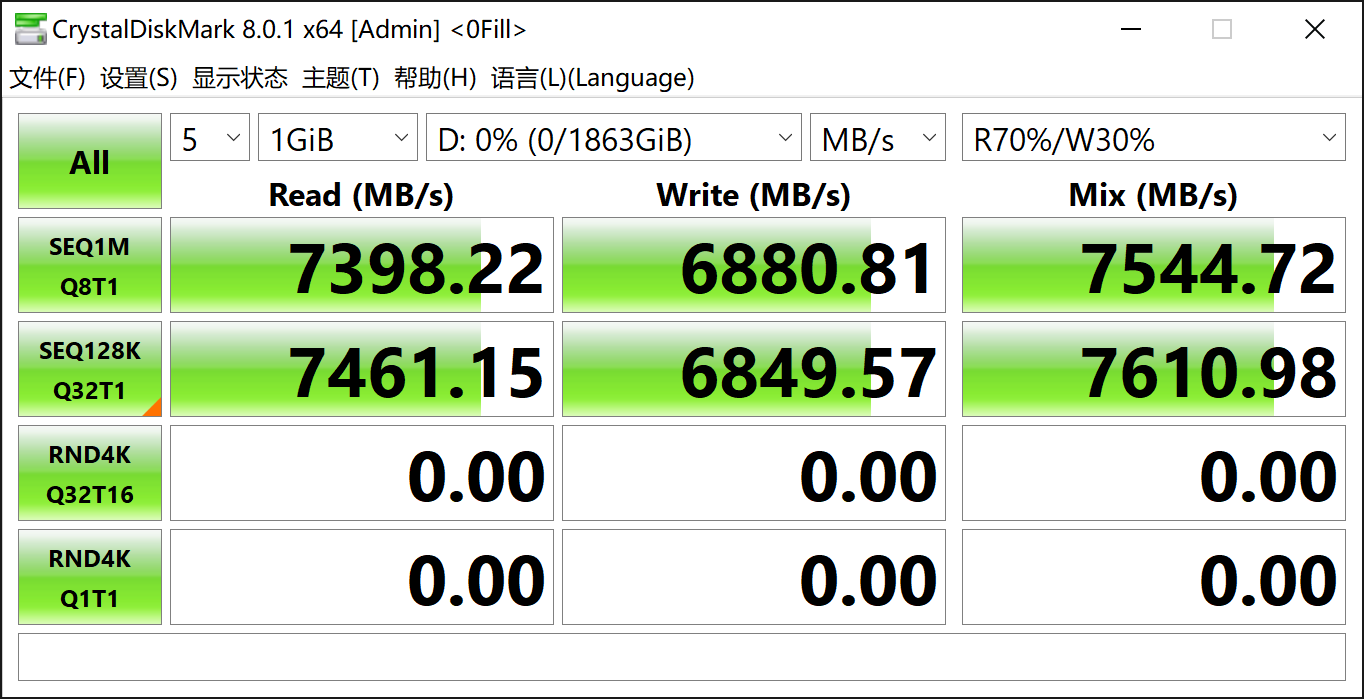 CrystalDiskMark 8.0.1 x64 [Admin] <0Fill>
文件(F) 设置(S) 显示状态 主题(T) 帮助(H) 语言(L)(Language)
All 5 1GiB D: 0% (0/1863GiB) MB/s R70%/W30%
Read (MB/s) Write (MB/s) Mix (MB/s)
SEQ1M
Q8T1 7398.22 6880.81 7544.72
SEQ128K
Q32T1 7461.15 6849.57 7610.98
RND4K
Q32T16 0.00 0.00 0.00
RND4K
Q1T1 0.00 0.00 0.00